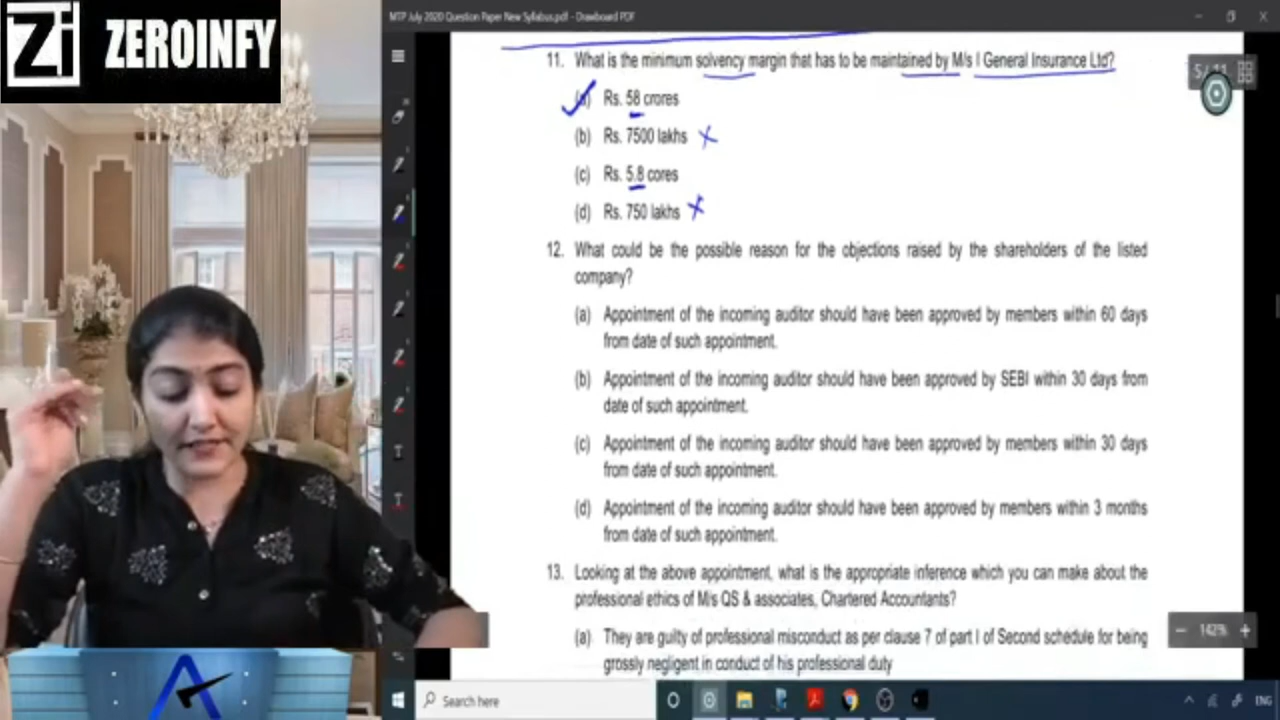 Zi ZEROINFY
MTP July 2020 Question Paper New Syllabus.pdf - Drawboard PDF
5 / 11
11. What is the minimum solvency margin that has to be maintained by M/s I General Insurance Ltd?
(a) Rs. 58 crores
(b) Rs. 7500 lakhs
(c) Rs. 5.8 cores
(d) Rs. 750 lakhs
12. What could be the possible reason for the objections raised by the shareholders of the listed
company?
(a) Appointment of the incoming auditor should have been approved by members within 60 days
from date of such appointment.
(b) Appointment of the incoming auditor should have been approved by SEBI within 30 days from
date of such appointment.
(c) Appointment of the incoming auditor should have been approved by members within 30 days
from date of such appointment.
(d) Appointment of the incoming auditor should have been approved by members within 3 months
from date of such appointment.
13. Looking at the above appointment, what is the appropriate inference which you can make about the
professional ethics of M/s QS & associates, Chartered Accountants?
(a) They are guilty of professional misconduct as per clause 7 of part I of Second schedule for being
grossly negligent in conduct of his professional duty
142%
Search here
ENG